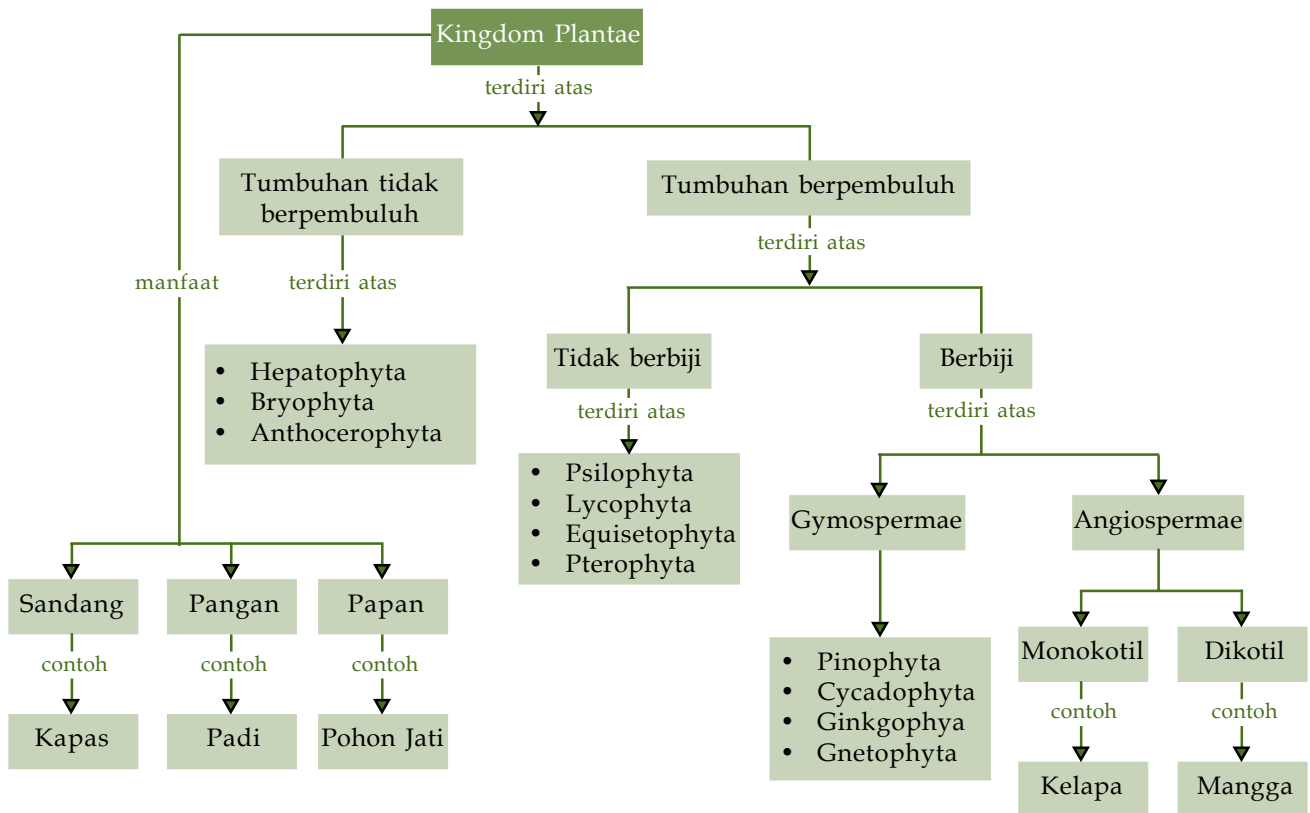 Kingdom Plantae
terdiri atas
Tumbuhan tidak
berpembuluh
Tumbuhan berpembuluh
terdiri atas
manfaat
terdiri atas
Tidak berbiji
Berbiji
• Hepatophyta
• Bryophyta
• Anthocerophyta
terdiri atas
terdiri atas
• Psilophyta
• Lycophyta
• Equisetophyta
• Pterophyta
Gymospermae
Angiospermae
Sandang
Pangan
Papan
contoh
contoh
contoh
Kapas
Padi
Pohon Jati
• Pinophyta
• Cycadophyta
• Ginkgophya
• Gnetophyta
Monokotil
Dikotil
contoh
contoh
Kelapa
Mangga